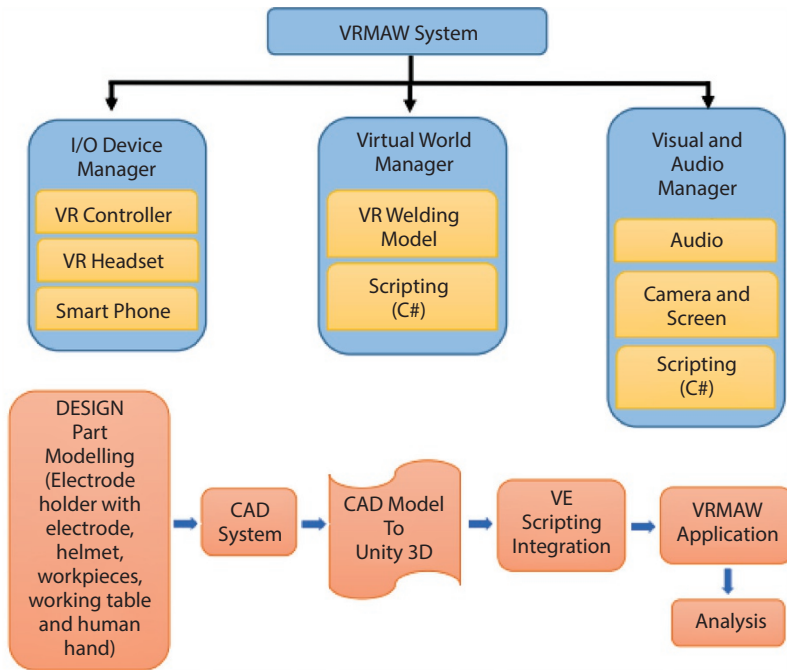 VRMAW System
I/O Device
Manager
VR Controller
VR Headset
Smart Phone
Virtual World
Manager
VR Welding
Model
Scripting
(C#)
Visual and
Audio
Manager
Audio
Camera and
Screen
Scripting
(C#)
DESIGN
Part
Modelling
(Electrode
holder with
electrode,
helmet,
workpieces,
working table
and human
hand)
CAD
System
CAD Model
To
Unity 3D
VE
Scripting
Integration
VRMAW
Application
Analysis